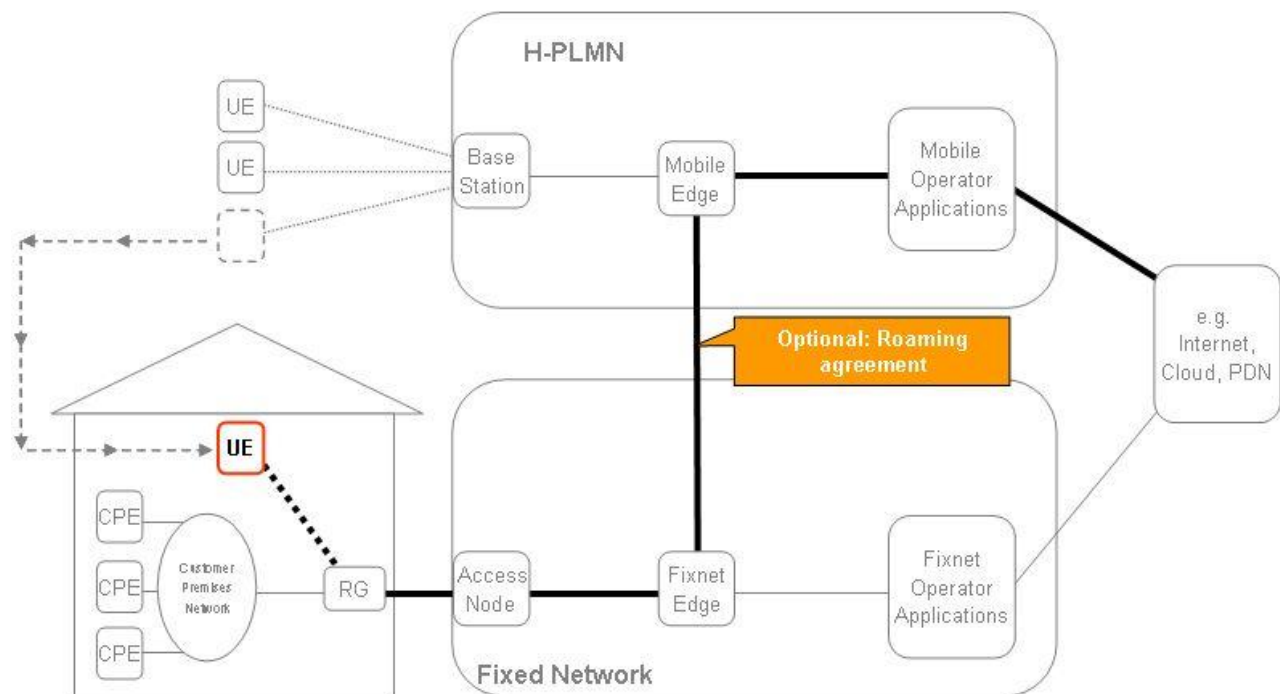 H-PLMN
UE
UE
Base
Station
Mobile
Edge
Mobile
Operator
Applications
e.g.
Internet,
Cloud, PDN
Optional: Roaming
agreement
UE
CPE
CPE
CPE
Customer
Premises
Network
RG
Access
Node
Fixnet
Edge
Fixnet
Operator
Applications
Fixed Network